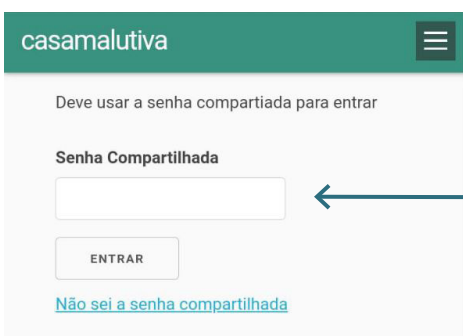 casamalutiva
Deve usar a senha compartiada para entrar
Senha Compartilhada
ENTRAR
Não sei a senha compartilhada